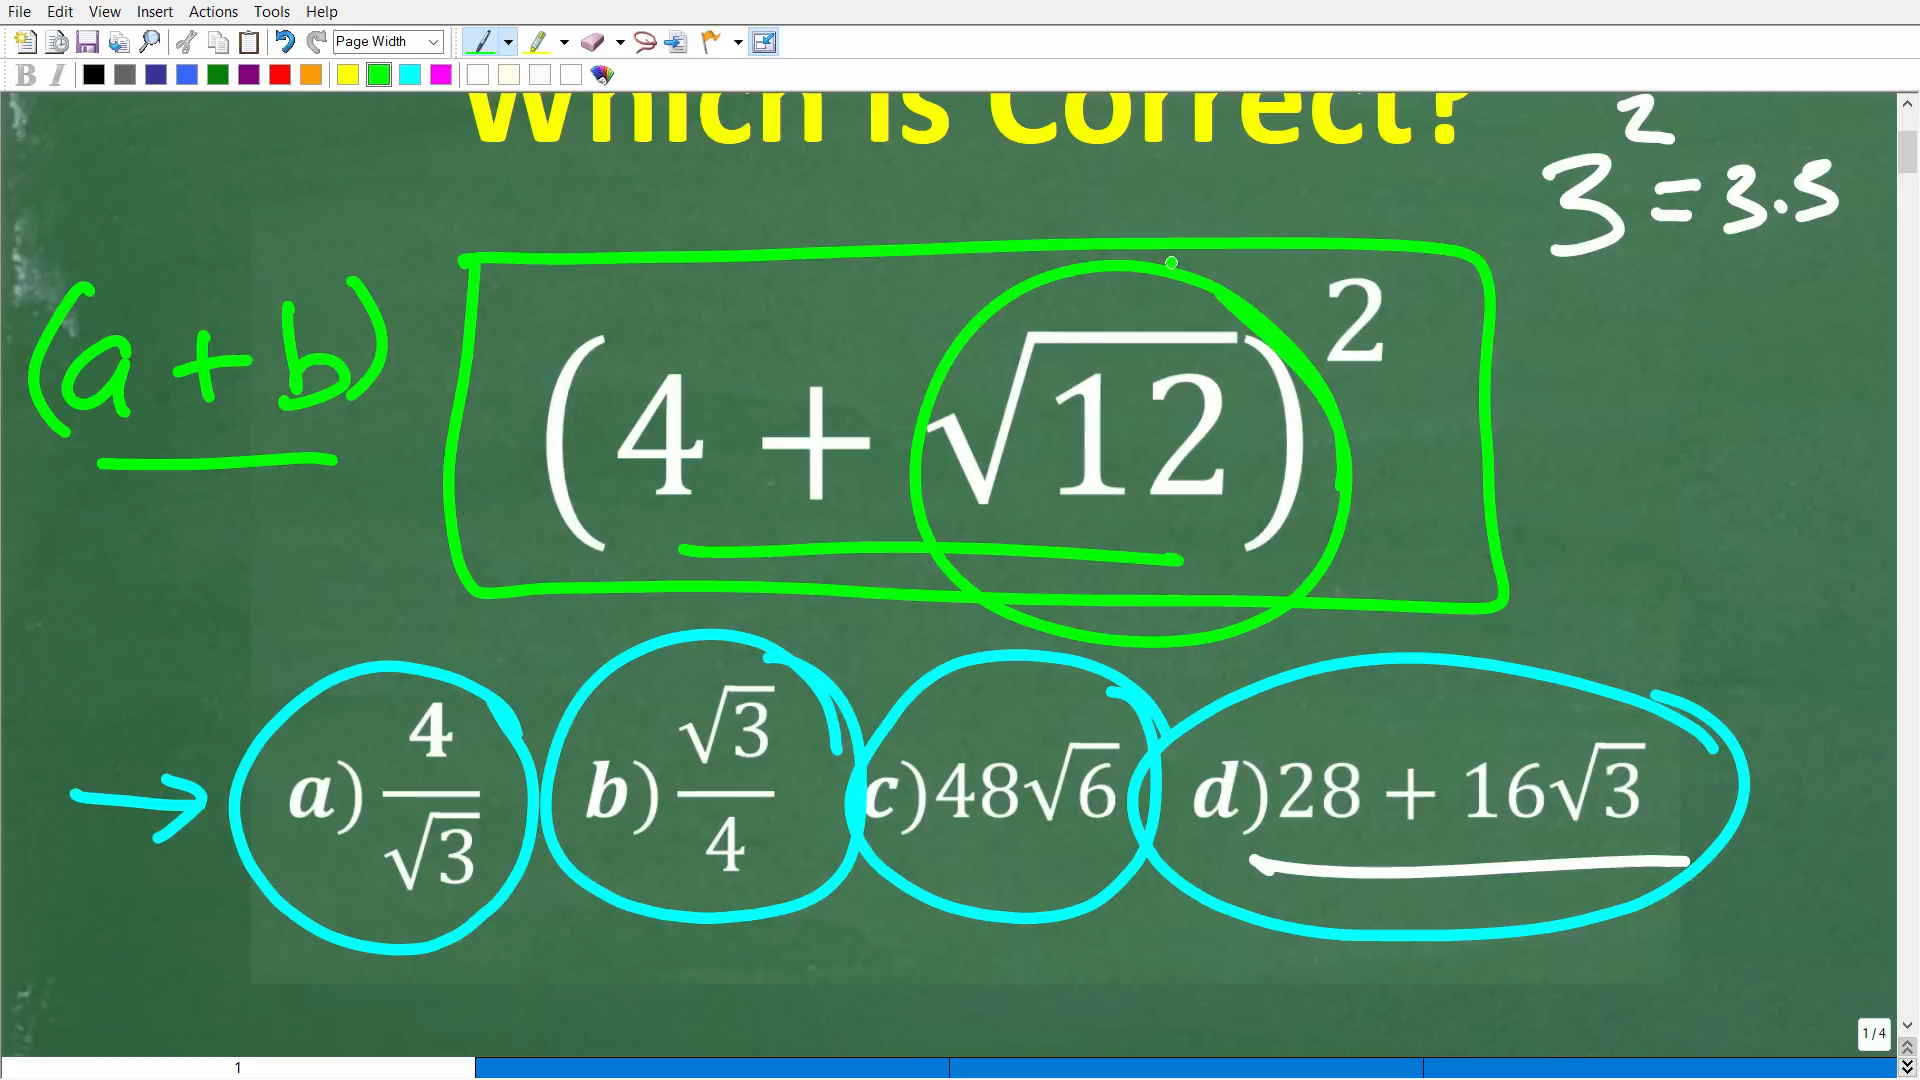 File Edit View Insert Actions Tools Help
Page Width
B I
Which is Correct?
3² = 3·3
(a + b)
(4 + √12)²
a) 4/√3 b) √3/4 c)48√6 d)28 + 16√3
1 / 4
1